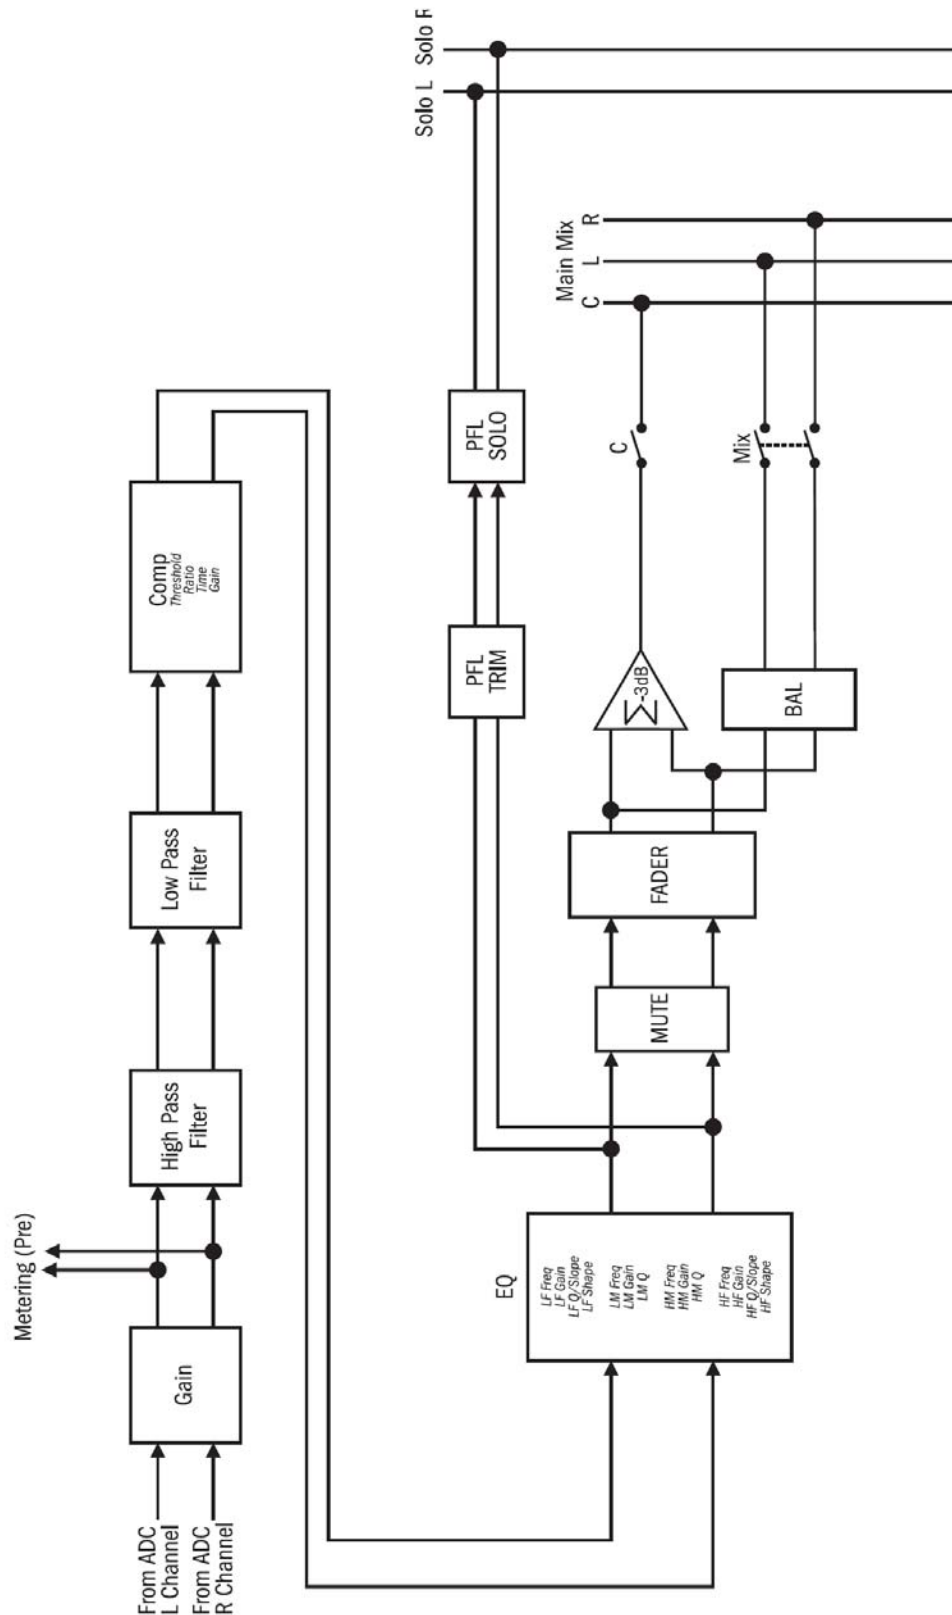 Metering (Pre)
From ADC
L Channel
From ADC
R Channel
Gain
High Pass
Filter
Low Pass
Filter
Comp
Threshold
Ratio
Time
Gain
EQ
LF Freq
LF Gain
LF Q/Slope
LF Shape
LM Freq
LM Gain
LM Q
HM Freq
HM Gain
HM Q
HF Freq
HF Gain
HF Q/Slope
HF Shape
MUTE
FADER
PFL
TRIM
PFL
SOLO
Σ-3dB
BAL
C
Mix
Main Mix
C L R
Solo L
Solo R